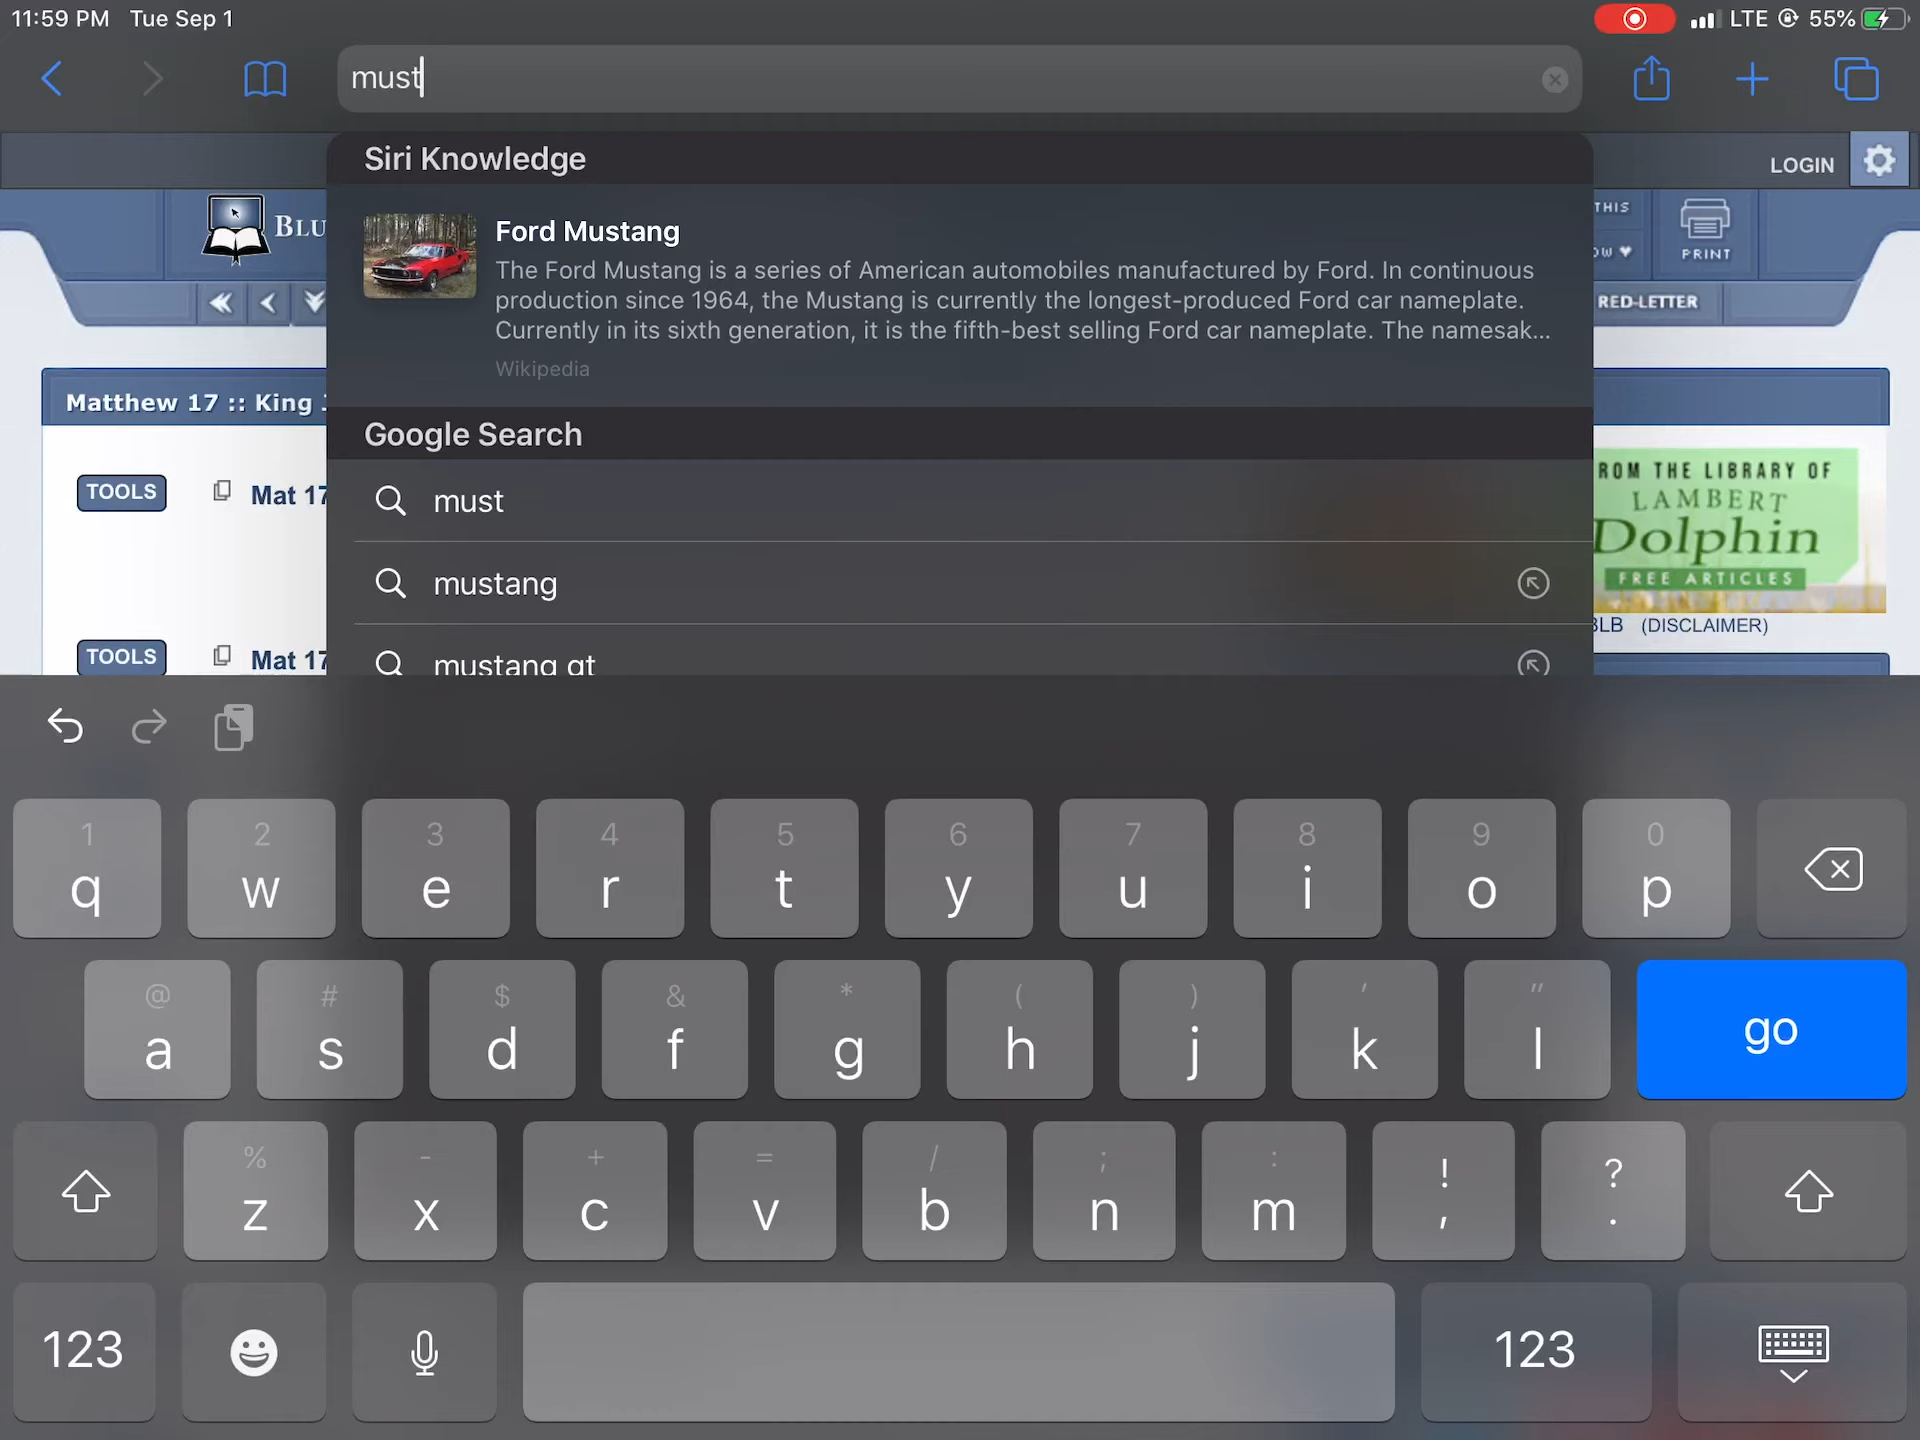 11:59 PM Tue Sep 1
LTE 55%
must
Siri Knowledge
LOGIN
Ford Mustang
The Ford Mustang is a series of American automobiles manufactured by Ford. In continuous
production since 1964, the Mustang is currently the longest-produced Ford car nameplate.
Currently in its sixth generation, it is the fifth-best selling Ford car nameplate. The namesak...
Wikipedia
BLU
THIS
OW ♥
PRINT
RED-LETTER
Matthew 17 :: King J
Google Search
TOOLS Mat 17
must
ROM THE LIBRARY OF
LAMBERT
Dolphin
FREE ARTICLES
mustang
BLB (DISCLAIMER)
TOOLS Mat 17
mustang gt
1 2 3 4 5 6 7 8 9 0
q w e r t y u i o p
@ # $ & * ( ) ' "
a s d f g h j k l go
% - + = / ; : ! ?
z x c v b n m , .
123 123